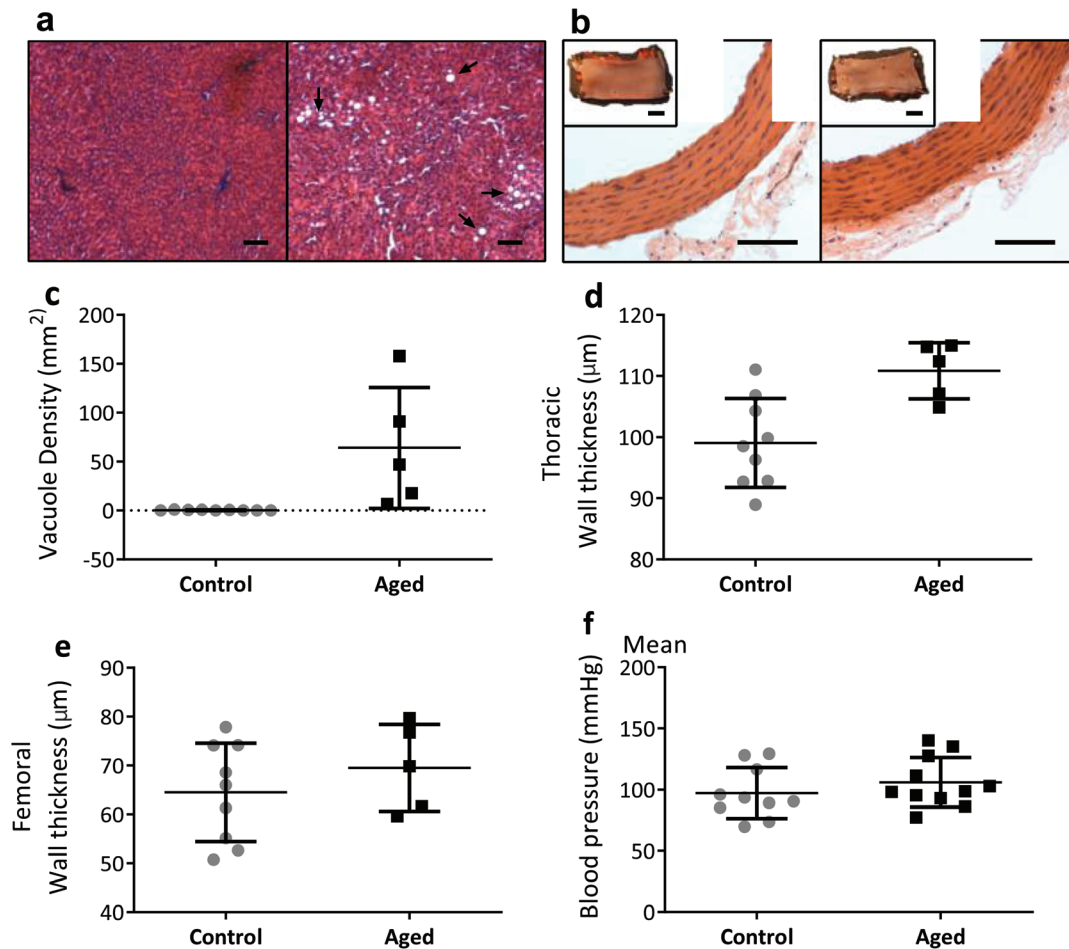 a
b
c
Vacuole Density (mm²)
200
150
100
50
0
-50
Control
Aged
d
Thoracic
Wall thickness (μm)
120
110
100
90
80
Control
Aged
e
Femoral
Wall thickness (μm)
90
80
70
60
50
40
Control
Aged
f
Mean
Blood pressure (mmHg)
200
150
100
50
0
Control
Aged